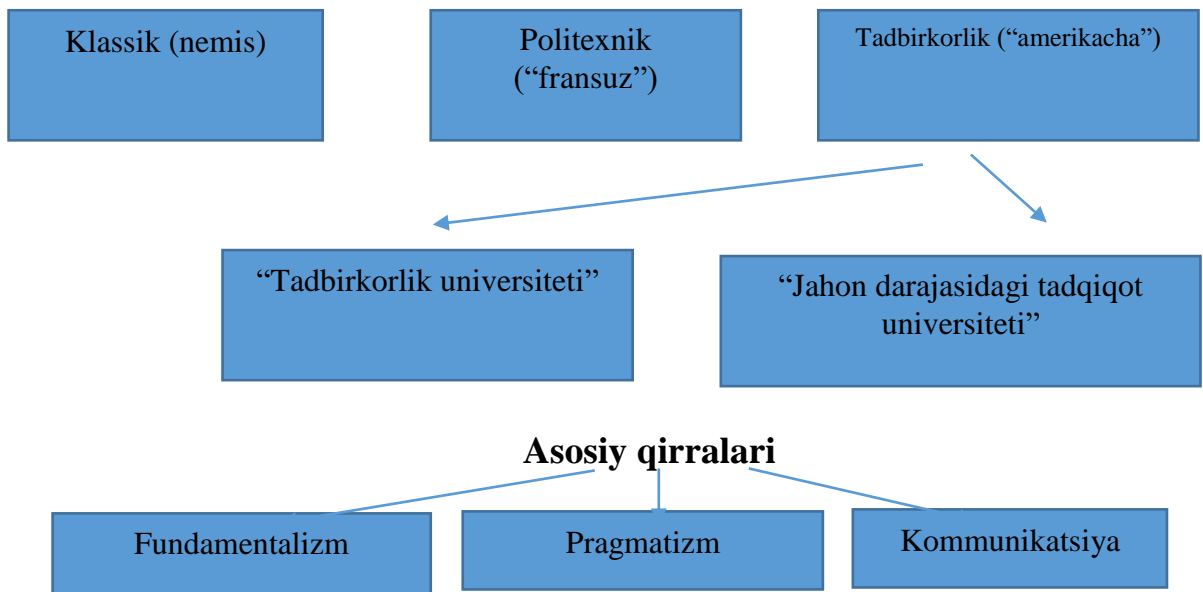 Klassik (nemis)
Politexnik
(“fransuz”)
Tadbirkorlik (“amerikacha”)
“Tadbirkorlik universiteti”
“Jahon darajasidagi tadqiqot
universiteti”
Asosiy qirralari
Fundamentalizm
Pragmatizm
Kommunikatsiya